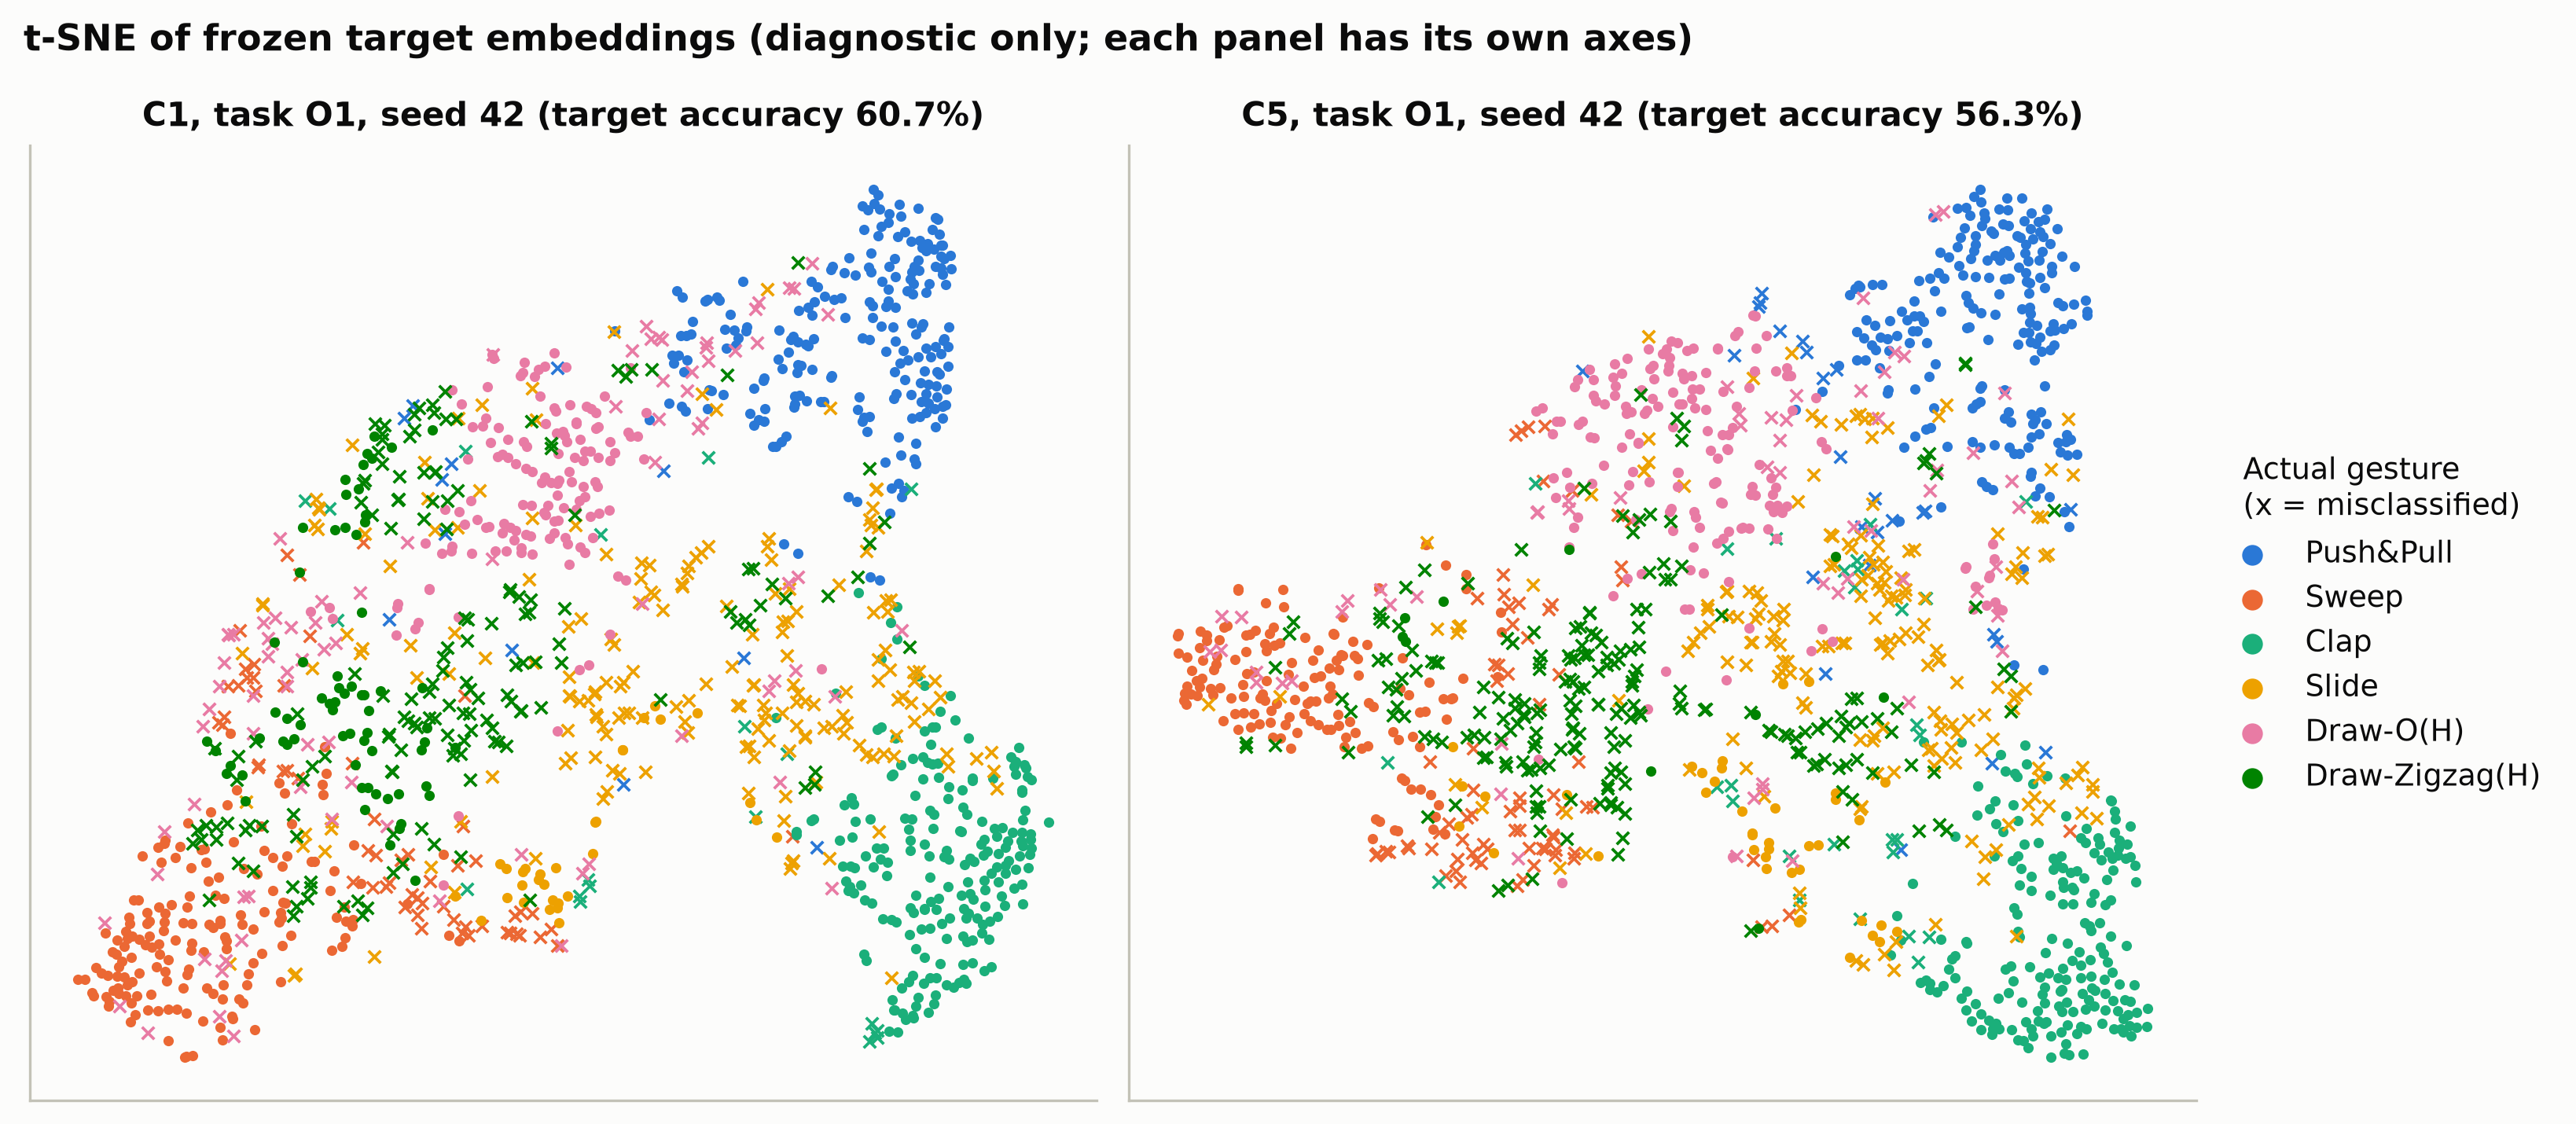 t-SNE of frozen target embeddings (diagnostic only; each panel has its own axes)
C1, task O1, seed 42 (target accuracy 60.7%)
C5, task O1, seed 42 (target accuracy 56.3%)
Actual gesture
(x = misclassified)
Push&Pull
Sweep
Clap
Slide
Draw-O(H)
Draw-Zigzag(H)